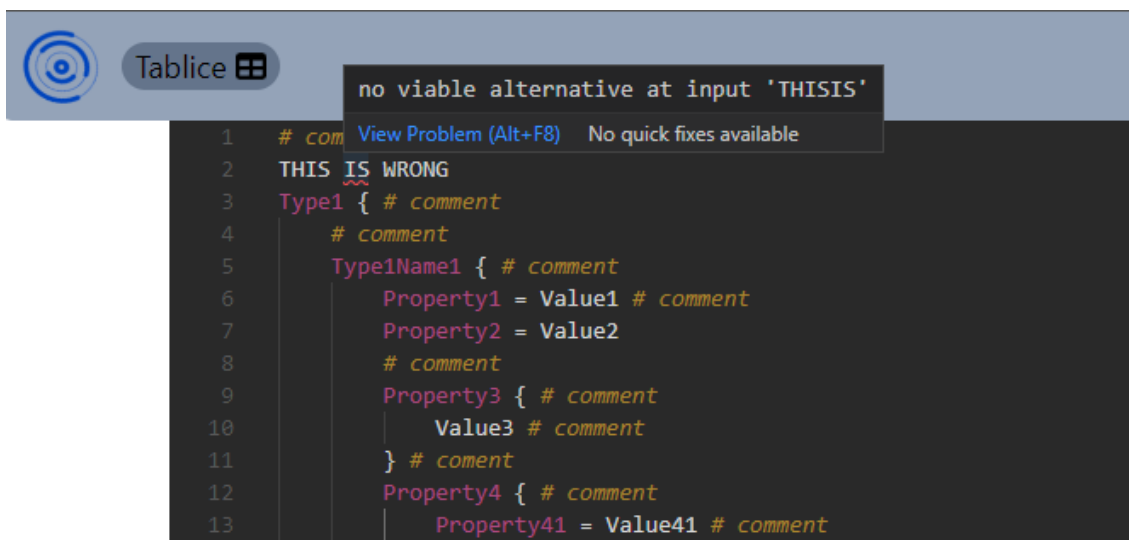 Tablice
no viable alternative at input 'THISIS'
View Problem (Alt+F8) No quick fixes available
1 # com
2 THIS IS WRONG
3 Type1 { # comment
4 # comment
5 Type1Name1 { # comment
6 Property1 = Value1 # comment
7 Property2 = Value2
8 # comment
9 Property3 { # comment
10 Value3 # comment
11 } # coment
12 Property4 { # comment
13 Property41 = Value41 # comment